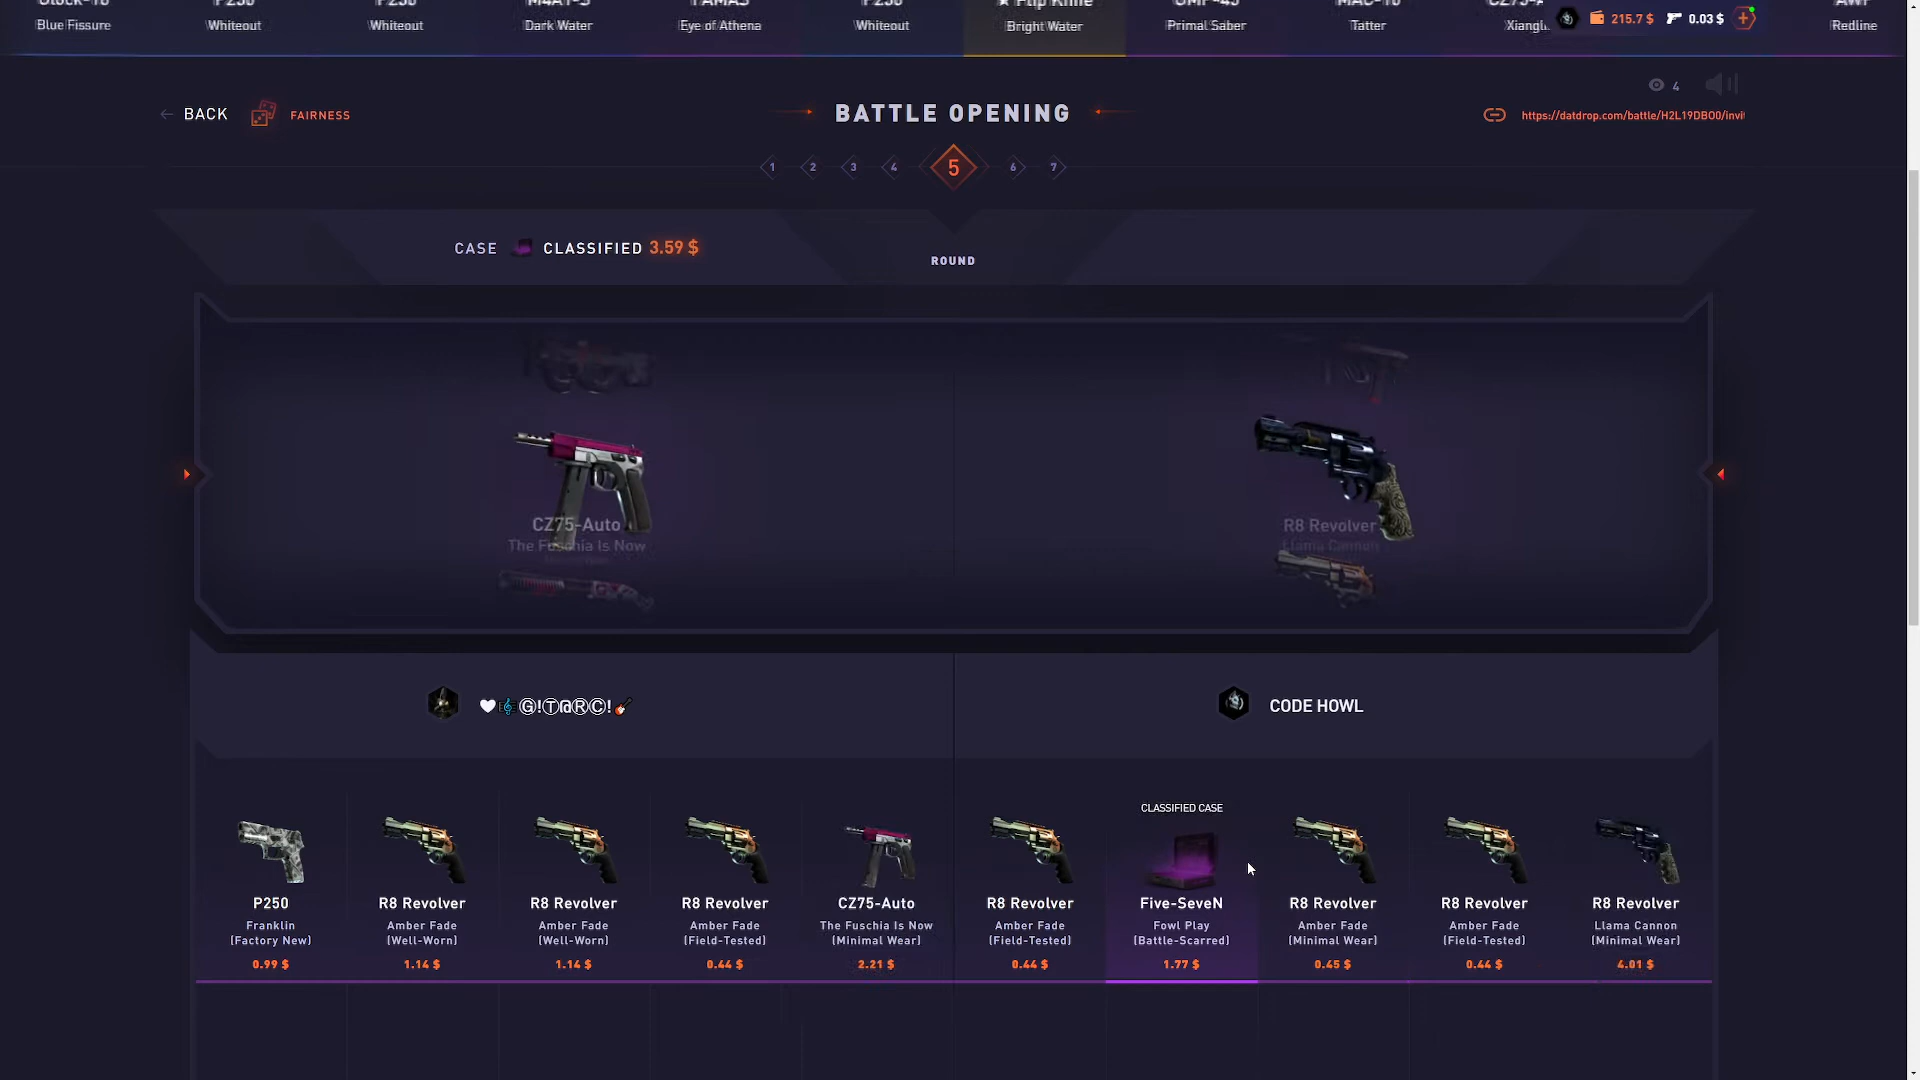 Blue Fissure
Whiteout
Whiteout
Dark Water
Eye of Athena
Whiteout
Bright Water
Primal Saber
Tatter
Redline
215.7 $
0.03 $
4
BACK
FAIRNESS
BATTLE OPENING
https://datdrop.com/battle/H2L19DBO0/invit
1
2
3
4
5
6
7
CASE CLASSIFIED 3.59 $
ROUND
CZ75-Auto
The Fuschia Is Now
R8 Revolver
Llama Cannon
♥🎼Ⓖ!Ⓣ@ⓇⒸ!🎸
CODE HOWL
CLASSIFIED CASE
P250
Franklin
(Factory New)
0.99 $
R8 Revolver
Amber Fade
(Well-Worn)
1.14 $
R8 Revolver
Amber Fade
(Well-Worn)
1.14 $
R8 Revolver
Amber Fade
(Field-Tested)
0.44 $
CZ75-Auto
The Fuschia Is Now
(Minimal Wear)
2.21 $
R8 Revolver
Amber Fade
(Field-Tested)
0.44 $
Five-SeveN
Fowl Play
(Battle-Scarred)
1.77 $
R8 Revolver
Amber Fade
(Minimal Wear)
0.45 $
R8 Revolver
Amber Fade
(Field-Tested)
0.44 $
R8 Revolver
Llama Cannon
(Minimal Wear)
4.01 $